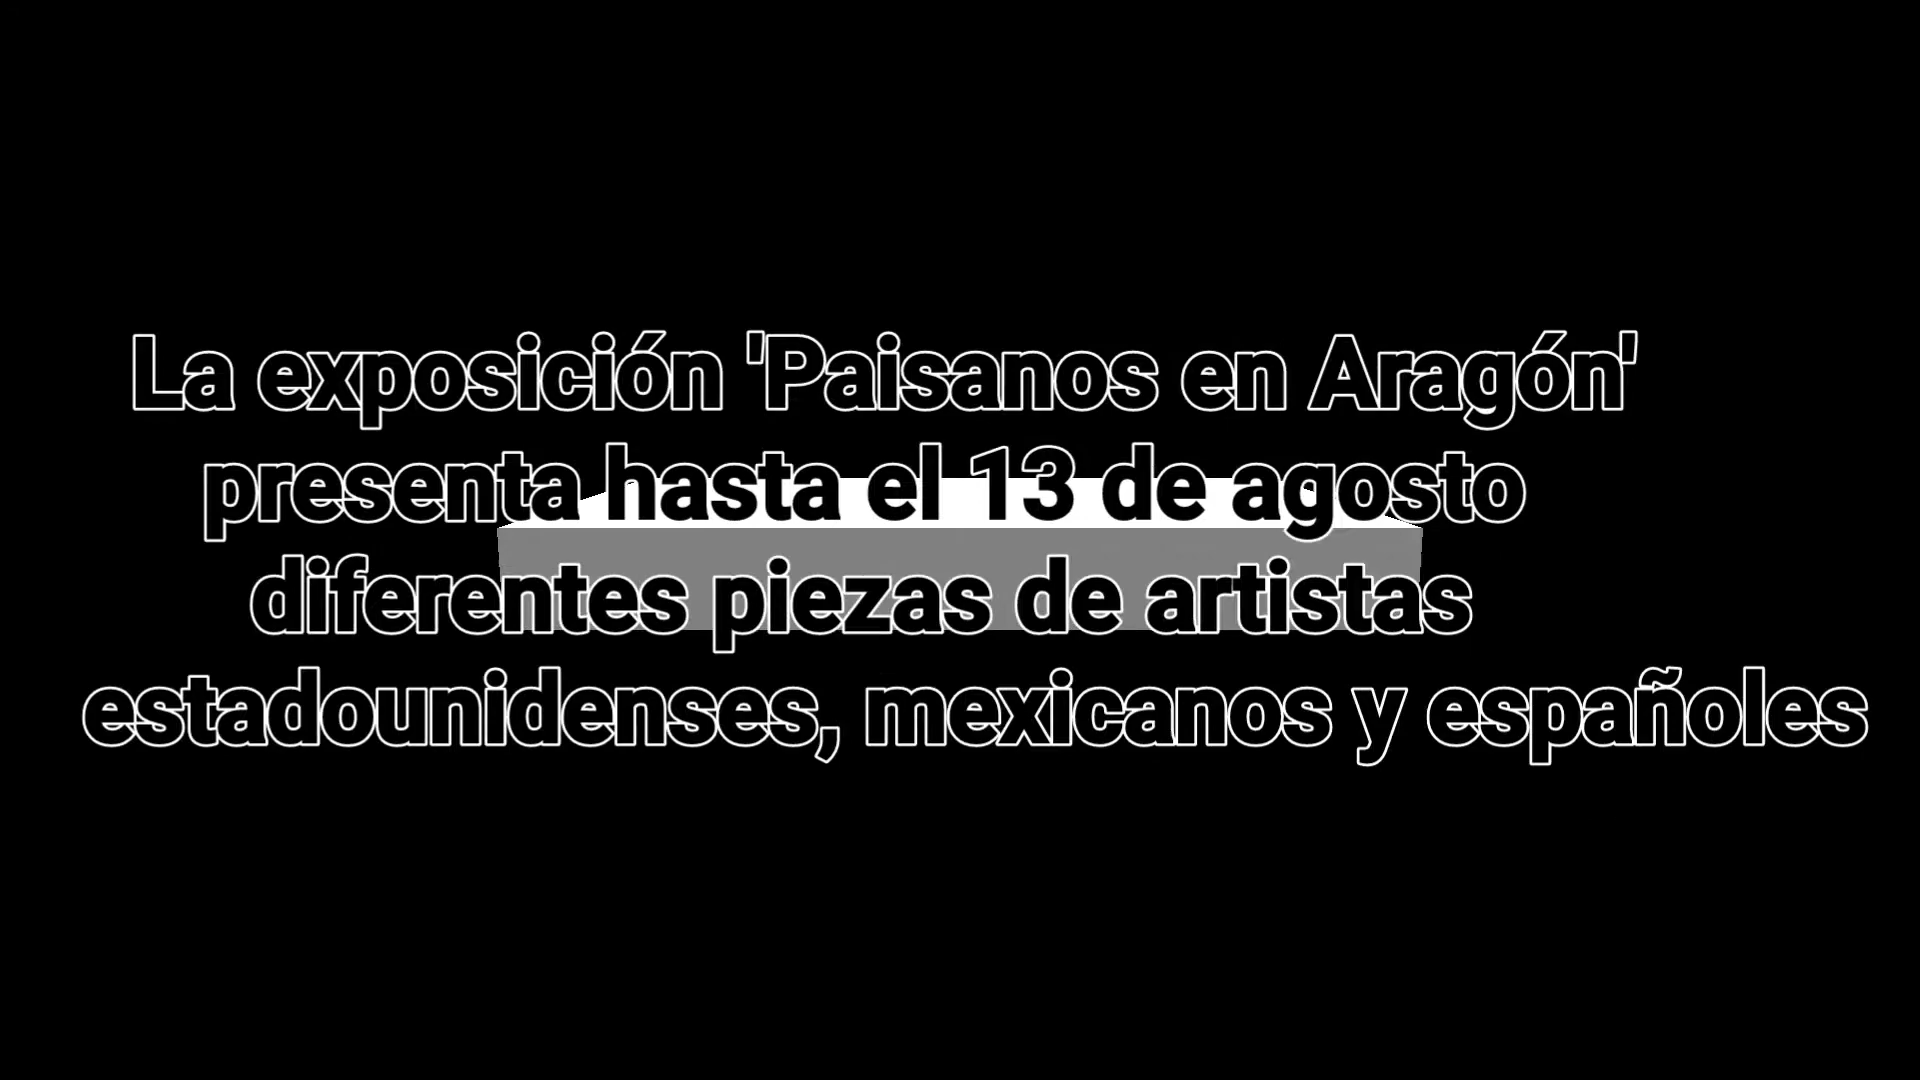 La exposición 'Paisanos en Aragón'
presenta hasta el 13 de agosto
diferentes piezas de artistas
estadounidenses, mexicanos y españoles